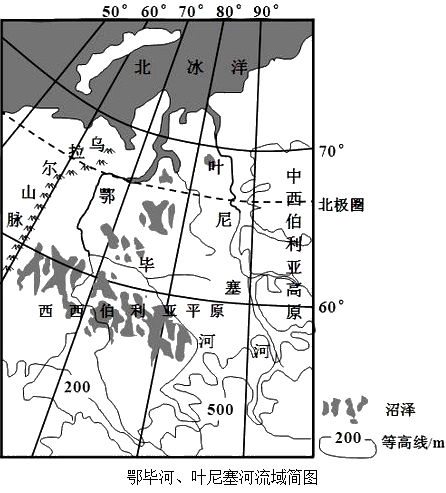 50° 60° 70° 80° 90°
北冰洋
70°
乌拉尔山脉
鄂毕河
叶尼塞河
中西伯利亚高原
北极圈
60°
西西伯利亚平原
200
500
沼泽
200 等高线/m
鄂毕河、叶尼塞河流域简图